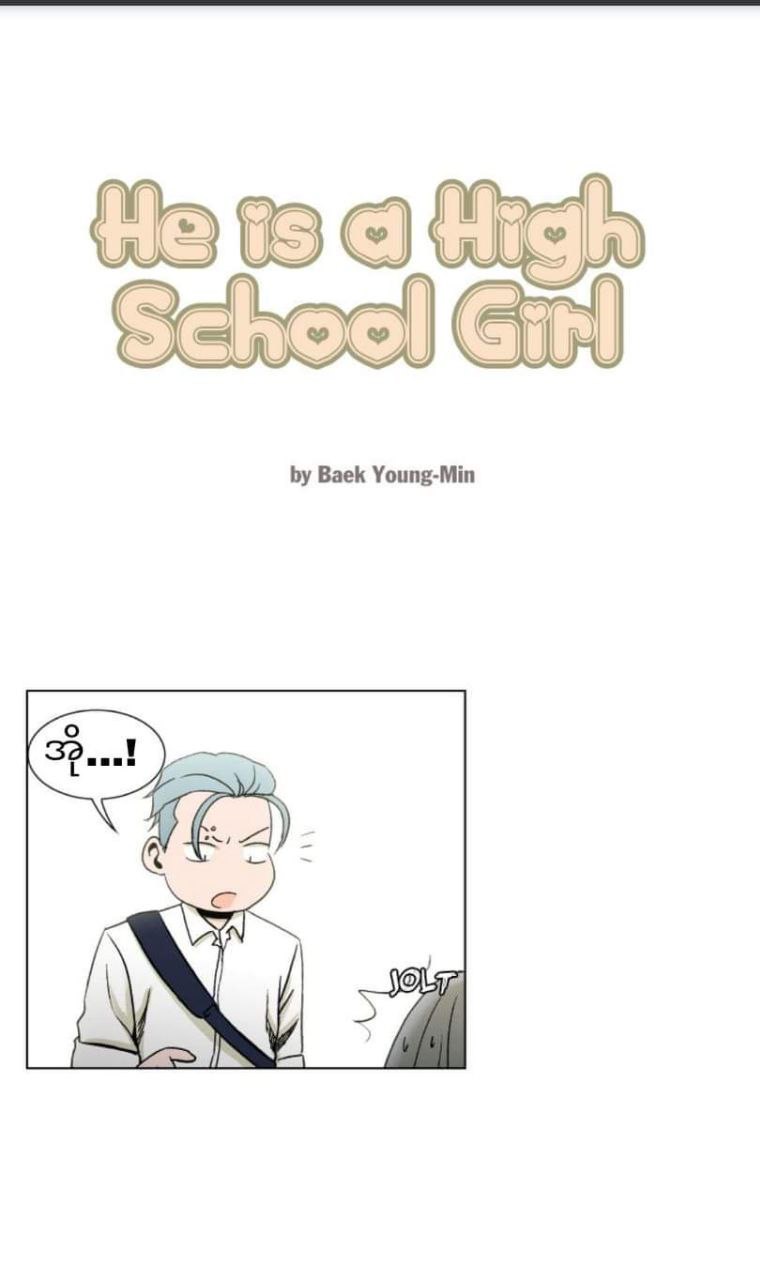 He is a High
School Girl
by Baek Young-Min
အို...!
JOLT